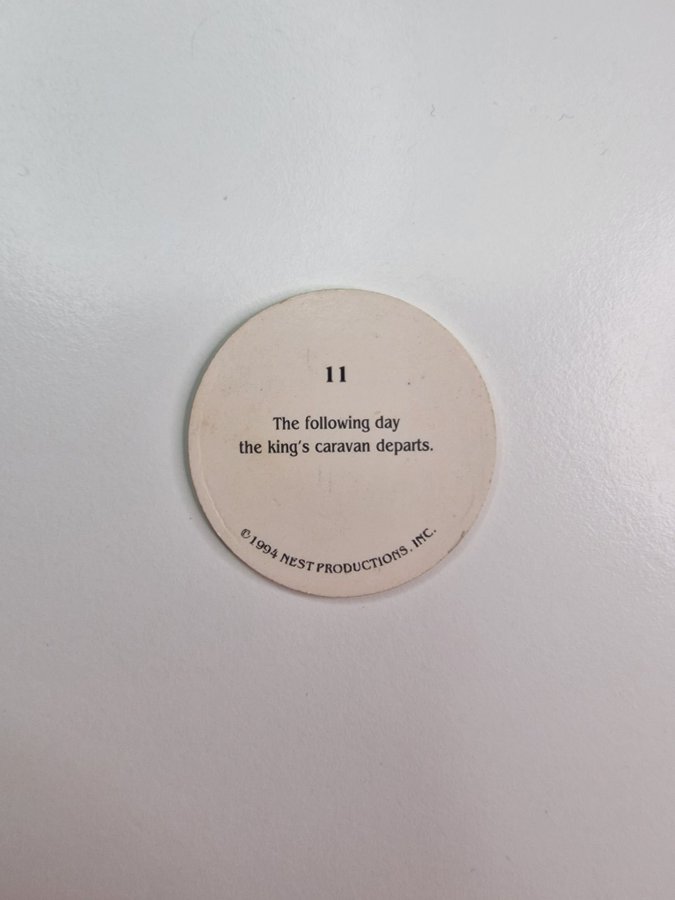 11
The following day
the king's caravan departs.
©1994 NEST PRODUCTIONS, INC.